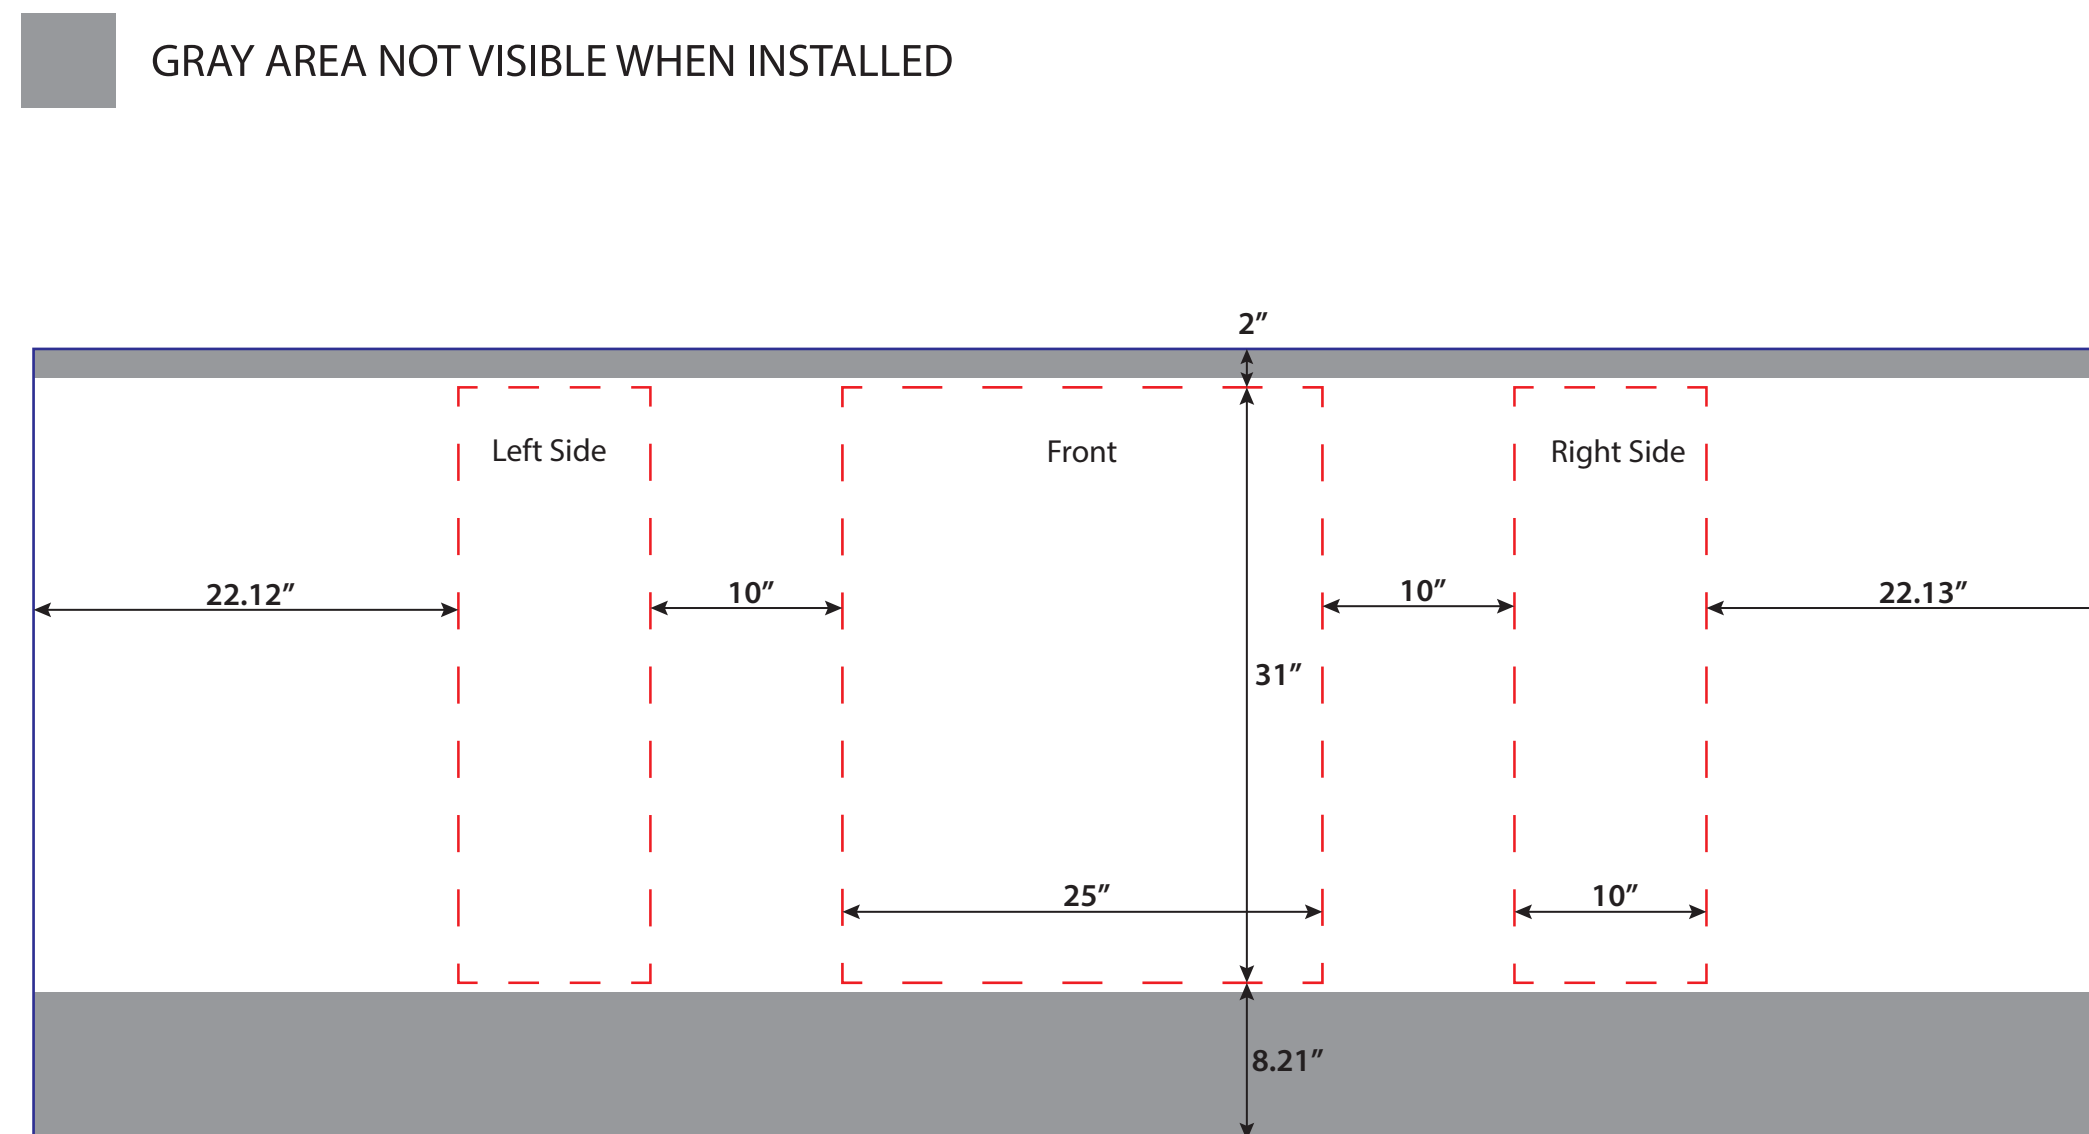 GRAY AREA NOT VISIBLE WHEN INSTALLED
2″
Left Side
Front
Right Side
22.12″
10″
10″
22.13″
31″
25″
10″
8.21″